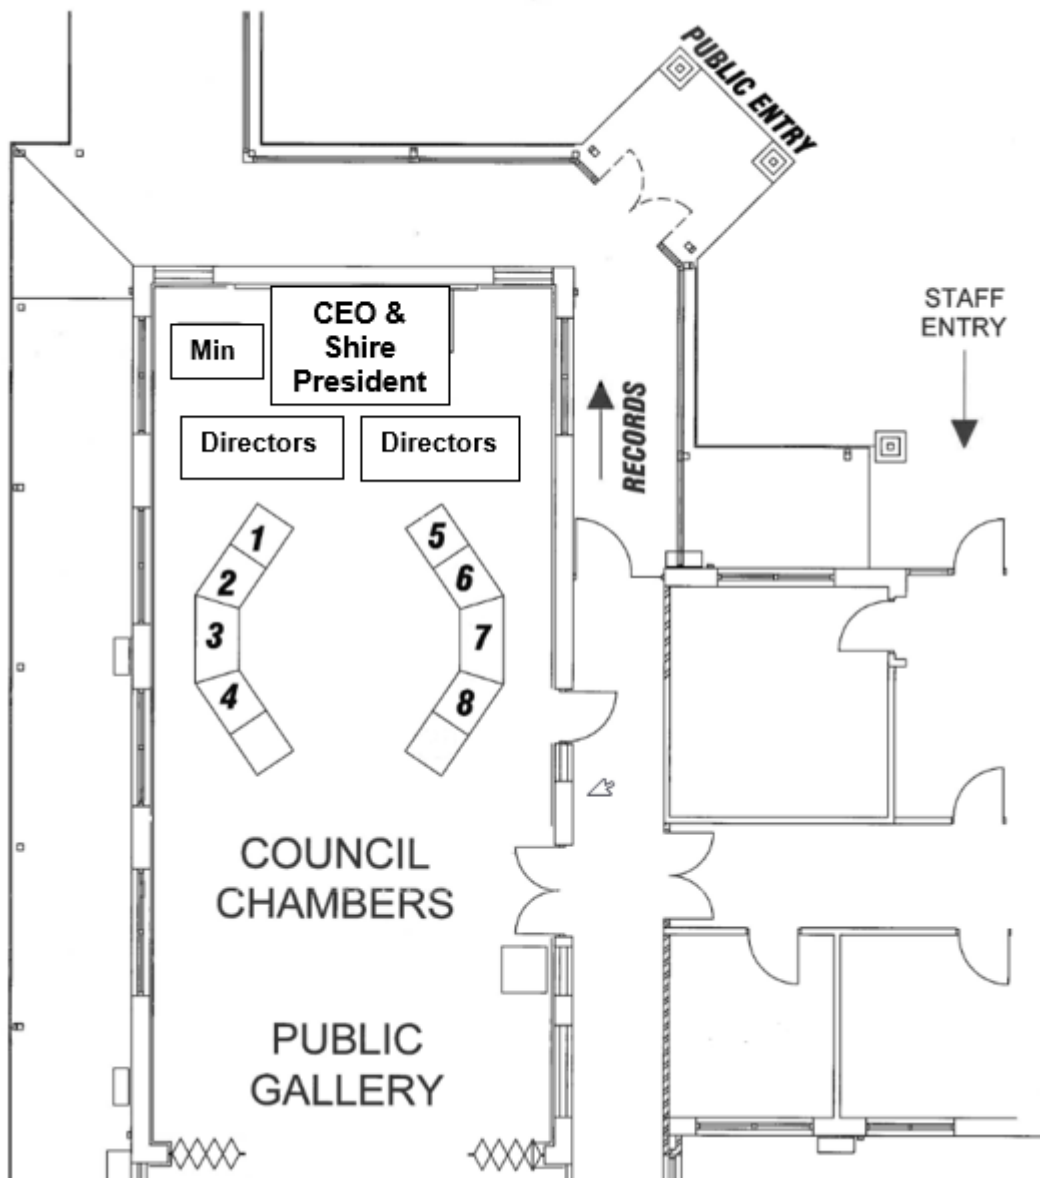 PUBLIC ENTRY
STAFF
ENTRY
CEO &
Shire
President
Min
Directors
Directors
RECORDS
1
2
3
4
5
6
7
8
COUNCIL
CHAMBERS
PUBLIC
GALLERY